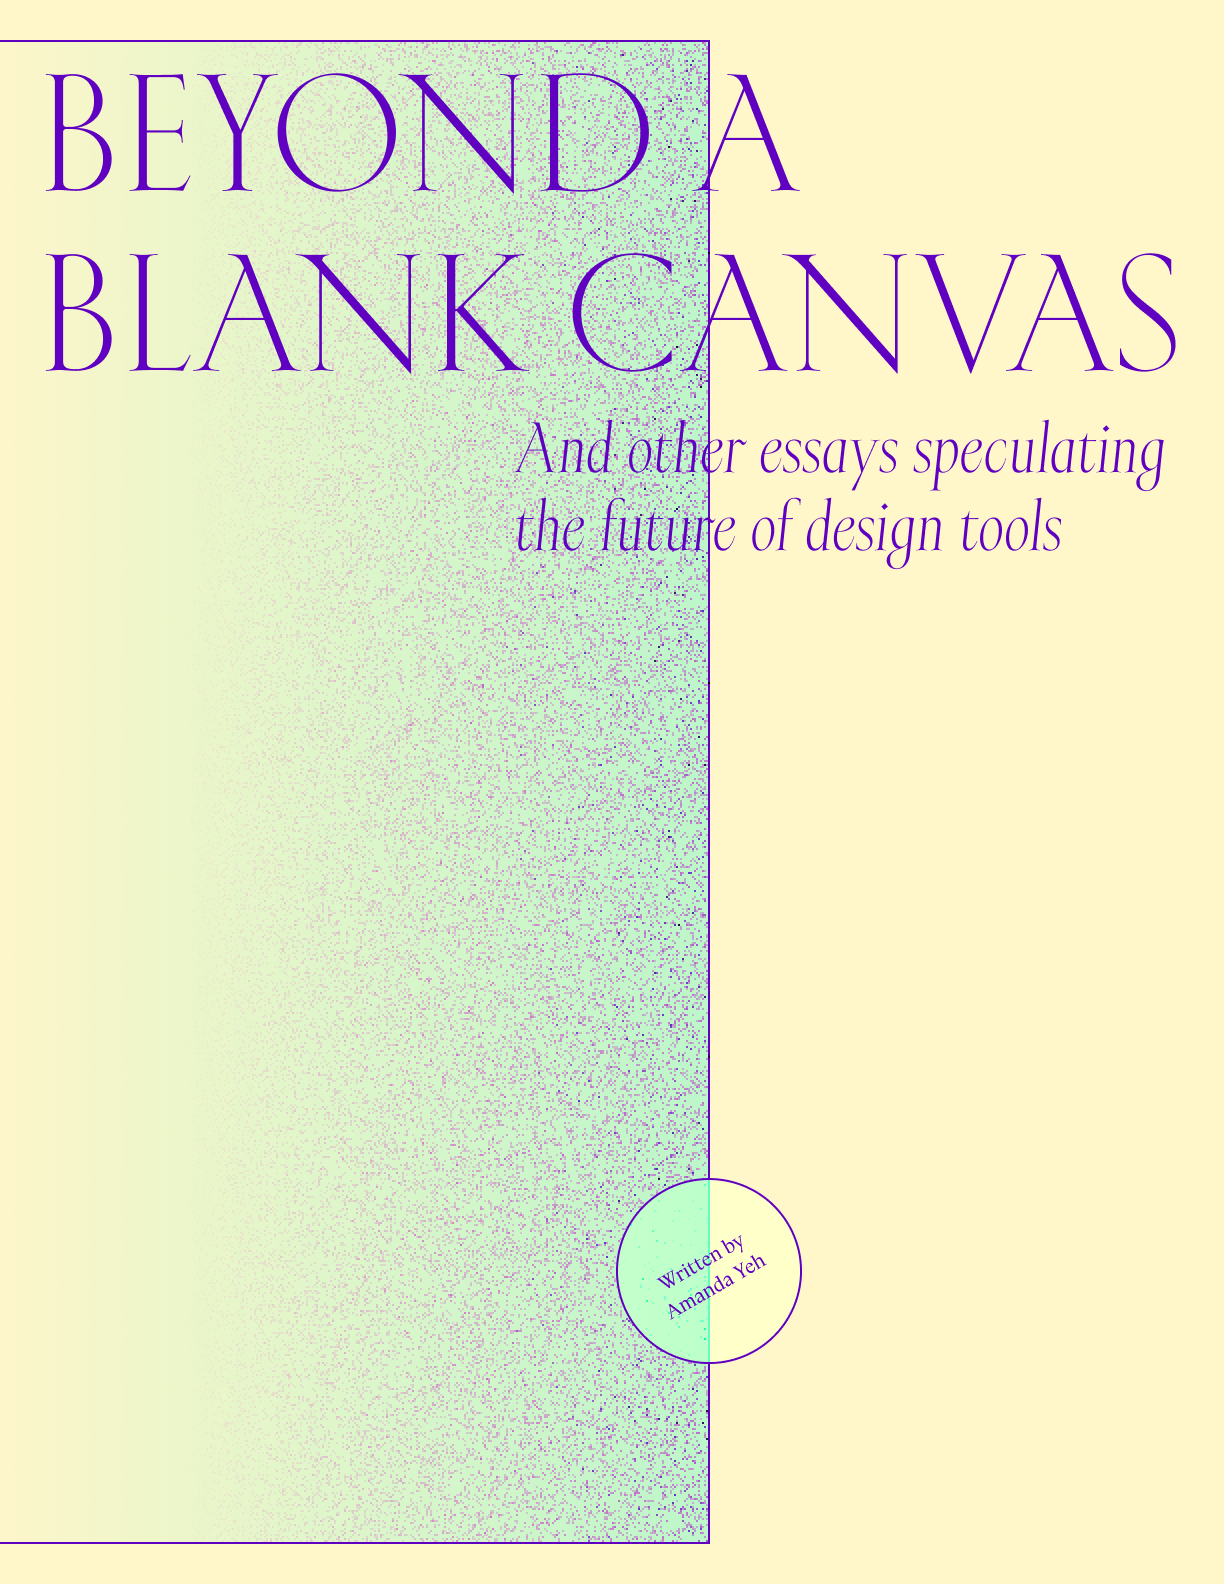 BEYOND A
BLANK CANVAS
And other essays speculating
the future of design tools
Written by
Amanda Yeh